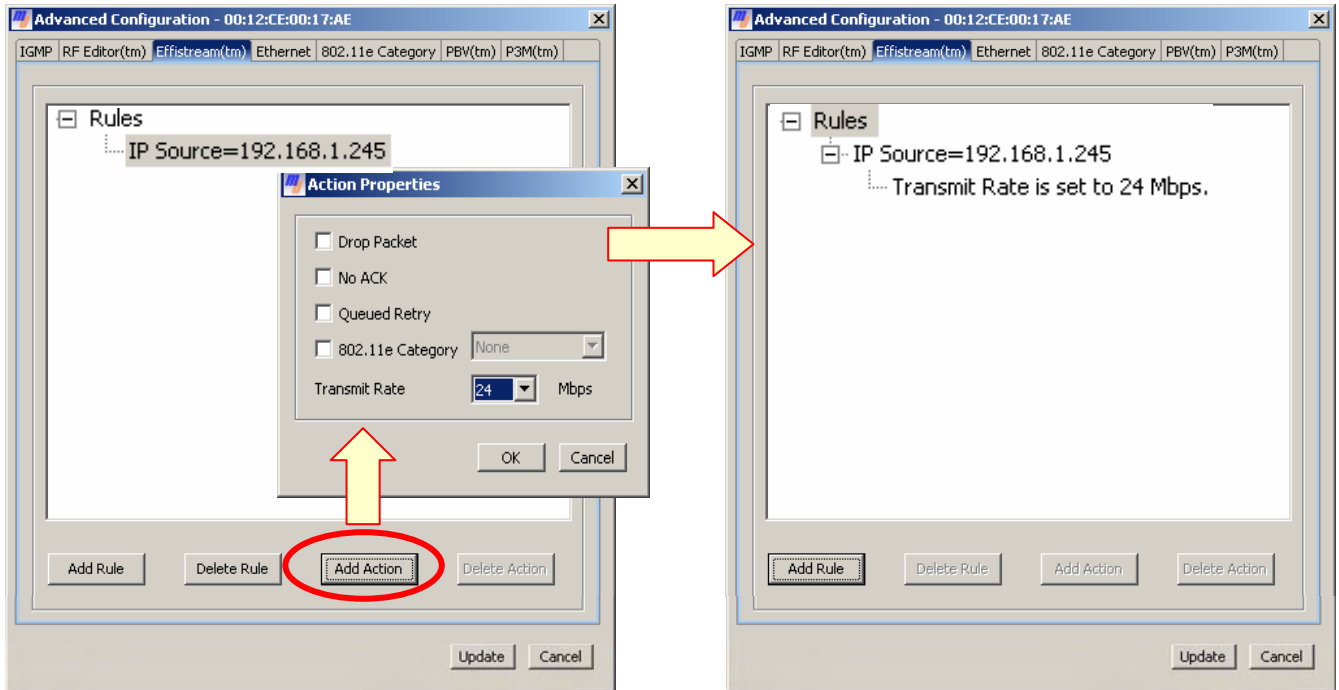 Advanced Configuration - 00:12:CE:00:17:AE
IGMP RF Editor(tm) Effistream(tm) Ethernet 802.11e Category PBV(tm) P3M(tm)
Rules
IP Source=192.168.1.245
Action Properties
Drop Packet
No ACK
Queued Retry
802.11e Category None
Transmit Rate 24 Mbps
OK Cancel
Add Rule Delete Rule Add Action Delete Action
Update Cancel
Advanced Configuration - 00:12:CE:00:17:AE
IGMP RF Editor(tm) Effistream(tm) Ethernet 802.11e Category PBV(tm) P3M(tm)
Rules
IP Source=192.168.1.245
Transmit Rate is set to 24 Mbps.
Add Rule Delete Rule Add Action Delete Action
Update Cancel